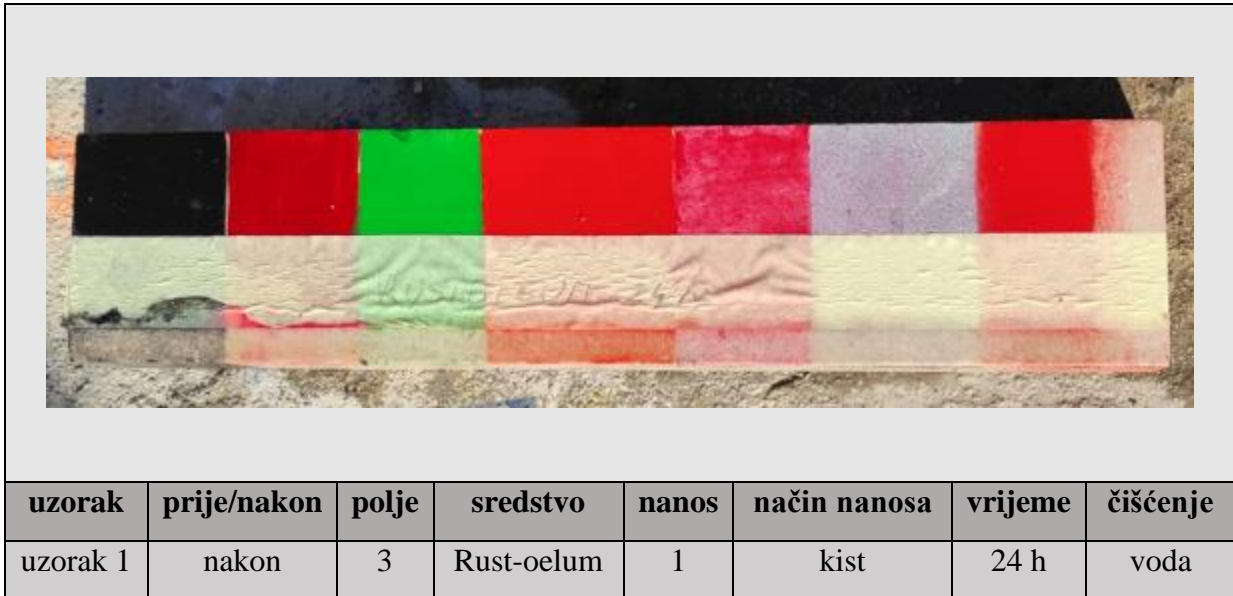 uzorak prije/nakon polje sredstvo nanos način nanosa vrijeme čišćenje
uzorak 1 nakon 3 Rust-oelum 1 kist 24 h voda